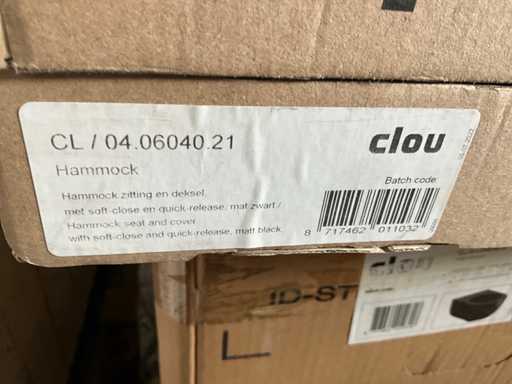 CL / 04.06040.21
clou
Hammock
Batch code:
Hammock zitting en deksel,
met soft-close en quick-release, mat zwart /
Hammock seat and cover
with soft-close and quick-release, matt black
8 717462 011032
clou
ID-ST
L